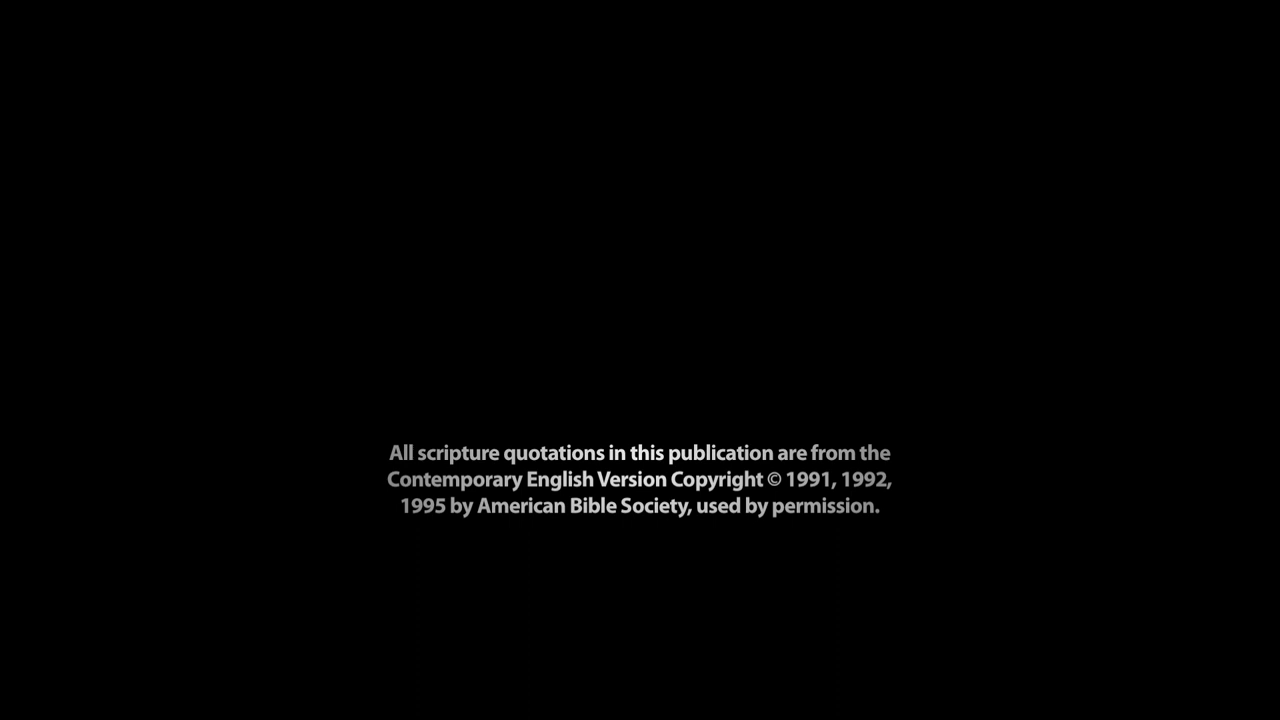 All scripture quotations in this publication are from the
Contemporary English Version Copyright © 1991, 1992,
1995 by American Bible Society, used by permission.